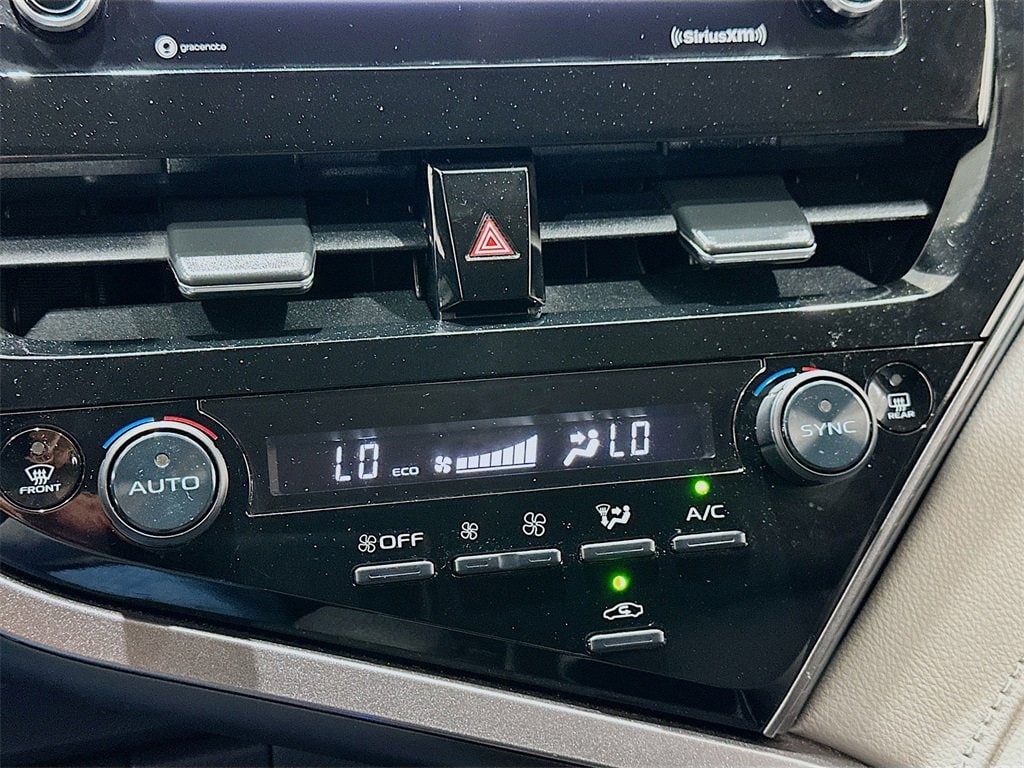 gracenote
((SiriusXM))
LO ECO LO
FRONT
AUTO
SYNC
REAR
OFF
A/C